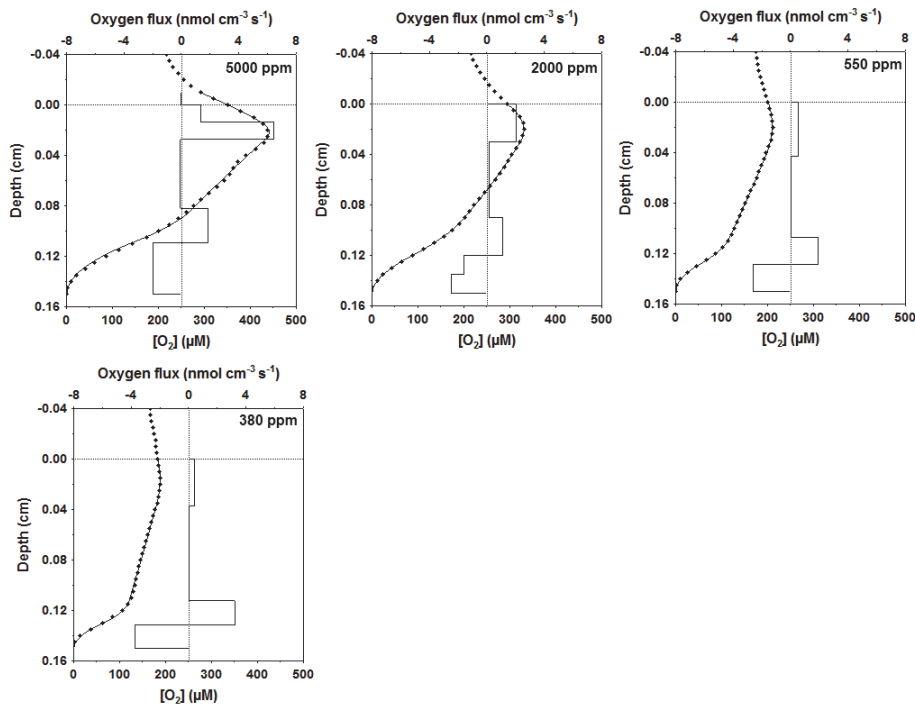 Oxygen flux (nmol cm⁻³ s⁻¹)
-8 -4 0 4 8
5000 ppm
-0.04
0.00
0.04
0.08
0.12
0.16
Depth (cm)
0 100 200 300 400 500
[O₂] (µM)
Oxygen flux (nmol cm⁻³ s⁻¹)
-8 -4 0 4 8
2000 ppm
-0.04
0.00
0.04
0.08
0.12
0.16
Depth (cm)
0 100 200 300 400 500
[O₂] (µM)
Oxygen flux (nmol cm⁻³ s⁻¹)
-8 -4 0 4 8
550 ppm
-0.04
0.00
0.04
0.08
0.12
0.16
Depth (cm)
0 100 200 300 400 500
[O₂] (µM)
Oxygen flux (nmol cm⁻³ s⁻¹)
-8 -4 0 4 8
380 ppm
-0.04
0.00
0.04
0.08
0.12
0.16
Depth (cm)
0 100 200 300 400 500
[O₂] (µM)